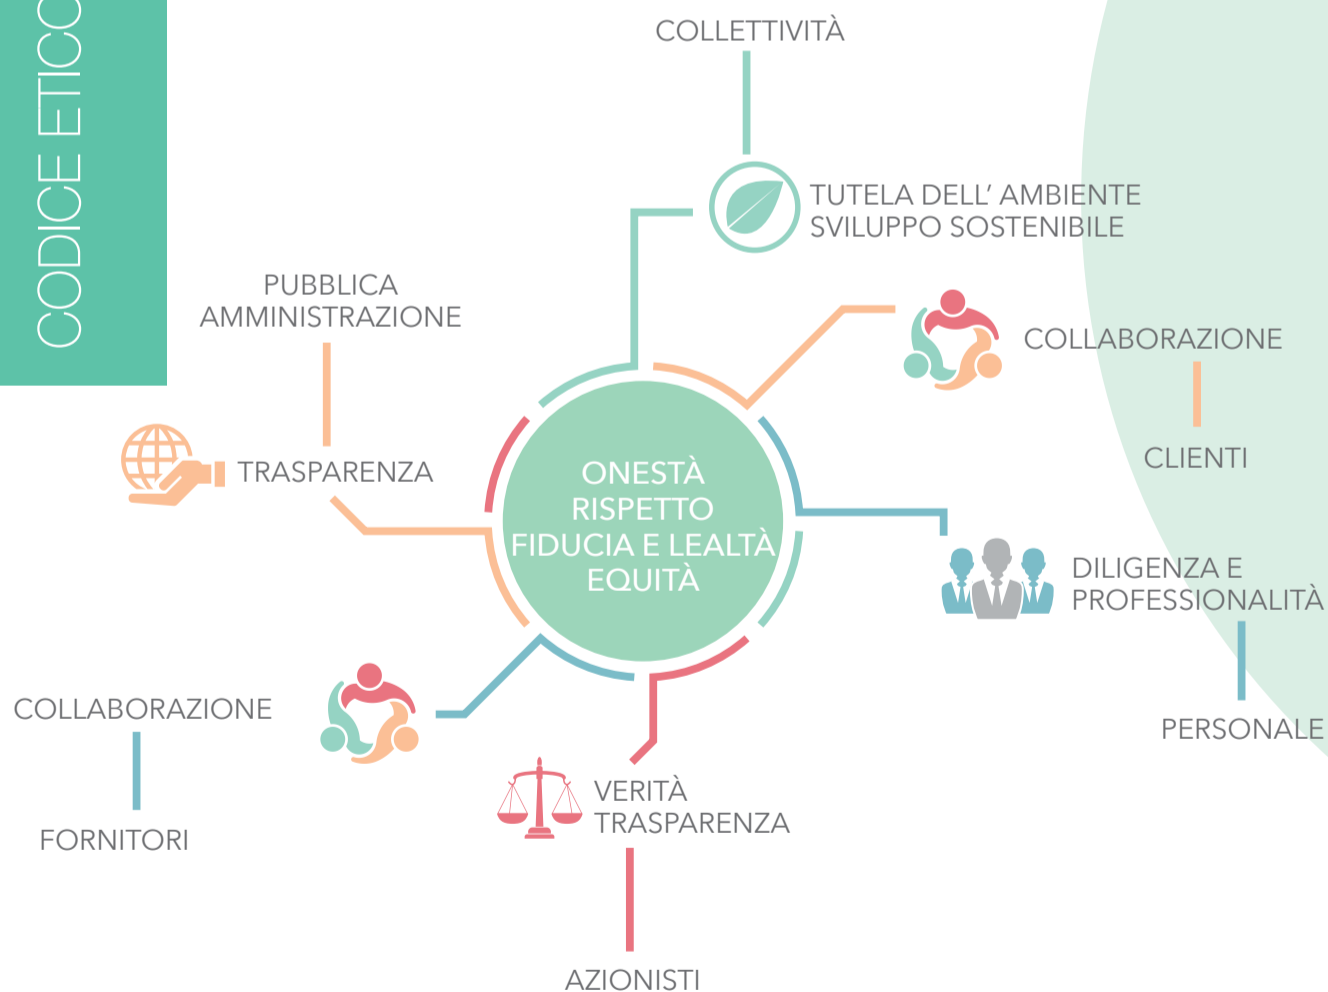 CODICE ETICO
COLLETTIVITÀ
TUTELA DELL' AMBIENTE
SVILUPPO SOSTENIBILE
PUBBLICA
AMMINISTRAZIONE
COLLABORAZIONE
CLIENTI
TRASPARENZA
ONESTÀ
RISPETTO
FIDUCIA E LEALTÀ
EQUITÀ
DILIGENZA E
PROFESSIONALITÀ
PERSONALE
COLLABORAZIONE
FORNITORI
VERITÀ
TRASPARENZA
AZIONISTI